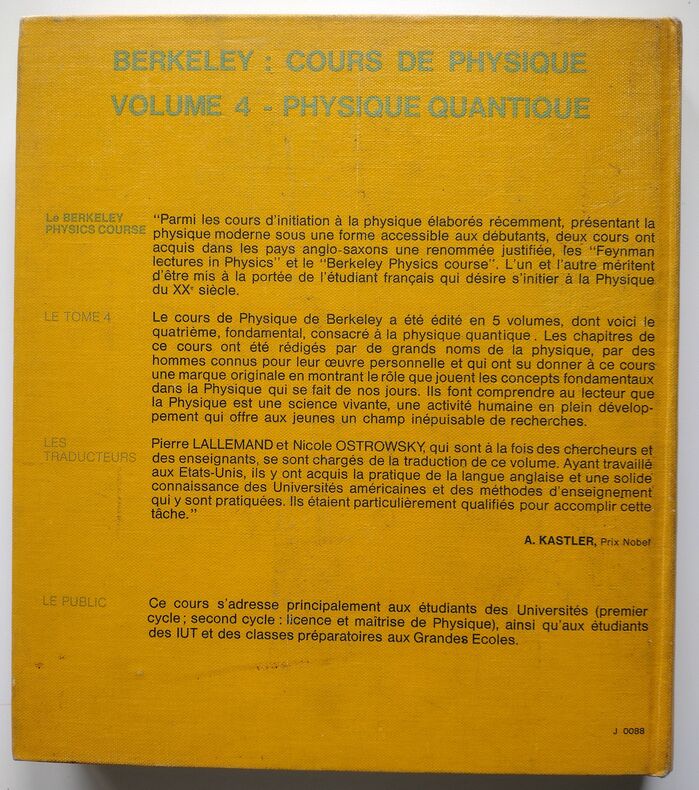 BERKELEY : COURS DE PHYSIQUE
VOLUME 4 - PHYSIQUE QUANTIQUE
Le BERKELEY
PHYSICS COURSE
“Parmi les cours d’initiation à la physique élaborés récemment, présentant la
physique moderne sous une forme accessible aux débutants, deux cours ont
acquis dans les pays anglo-saxons une renommée justifiée, les “Feynman
lectures in Physics” et le “Berkeley Physics course”. L’un et l’autre méritent
d’être mis à la portée de l’étudiant français qui désire s’initier à la Physique
du XXᵉ siècle.
LE TOME 4
Le cours de Physique de Berkeley a été édité en 5 volumes, dont voici le
quatrième, fondamental, consacré à la physique quantique. Les chapitres de
ce cours ont été rédigés par de grands noms de la physique, par des
hommes connus pour leur œuvre personnelle et qui ont su donner à ce cours
une marque originale en montrant le rôle que jouent les concepts fondamentaux
dans la Physique qui se fait de nos jours. Ils font comprendre au lecteur que
la Physique est une science vivante, une activité humaine en plein dévelop-
pement qui offre aux jeunes un champ inépuisable de recherches.
LES
TRADUCTEURS
Pierre LALLEMAND et Nicole OSTROWSKY, qui sont à la fois des chercheurs et
des enseignants, se sont chargés de la traduction de ce volume. Ayant travaillé
aux Etats-Unis, ils y ont acquis la pratique de la langue anglaise et une solide
connaissance des Universités américaines et des méthodes d’enseignement
qui y sont pratiquées. Ils étaient particulièrement qualifiés pour accomplir cette
tâche.”
A. KASTLER, Prix Nobel
LE PUBLIC
Ce cours s’adresse principalement aux étudiants des Universités (premier
cycle ; second cycle : licence et maîtrise de Physique), ainsi qu’aux étudiants
des IUT et des classes préparatoires aux Grandes Ecoles.
J 0088